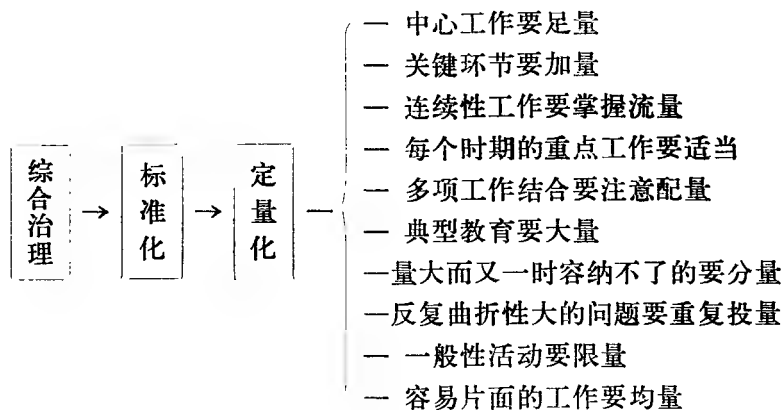 综合治理 → 标准化 → 定量化
— 中心工作要足量
— 关键环节要加量
— 连续性工作要掌握流量
— 每个时期的重点工作要适当
— 多项工作结合要注意配量
— 典型教育要大量
—量大而又一时容纳不了的要分量
—反复曲折性大的问题要重复投量
— 一般性活动要限量
— 容易片面的工作要均量